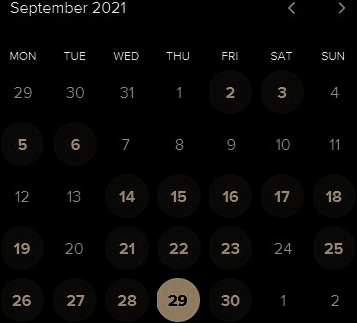 September 2021 < >
MON TUE WED THU FRI SAT SUN
29 30 31 1 2 3 4
5 6 7 8 9 10 11
12 13 14 15 16 17 18
19 20 21 22 23 24 25
26 27 28 29 30 1 2